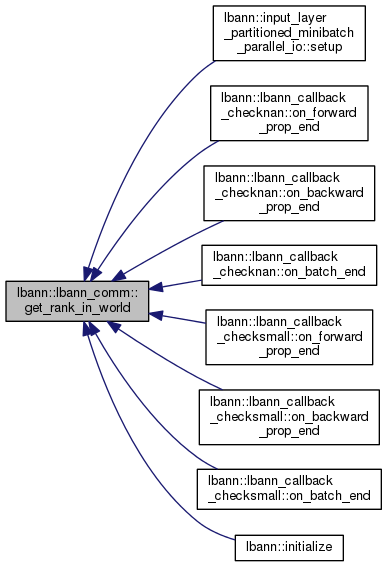 lbann::input_layer
_partitioned_minibatch
_parallel_io::setup
lbann::lbann_callback
_checknan::on_forward
_prop_end
lbann::lbann_callback
_checknan::on_backward
_prop_end
lbann::lbann_callback
_checknan::on_batch_end
lbann::lbann_comm::
get_rank_in_world
lbann::lbann_callback
_checksmall::on_forward
_prop_end
lbann::lbann_callback
_checksmall::on_backward
_prop_end
lbann::lbann_callback
_checksmall::on_batch_end
lbann::initialize